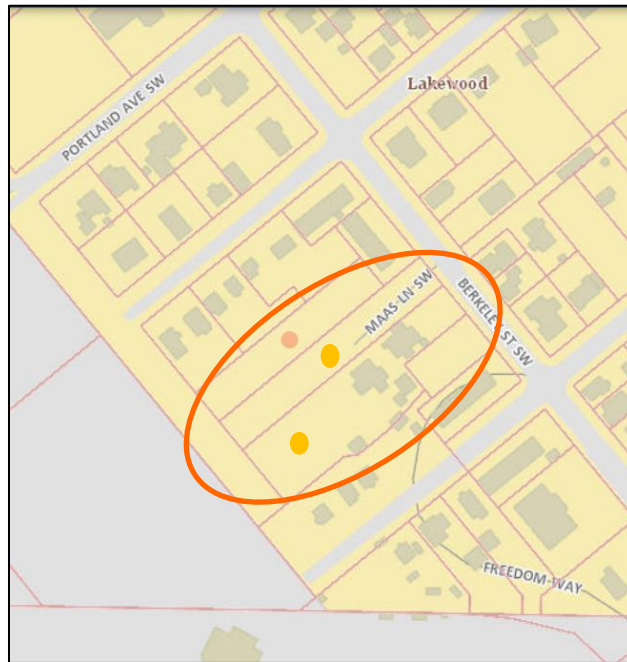 Lakewood
PORTLAND AVE SW
MAAS LN SW
BERKELEY ST SW
FREEDOM WAY